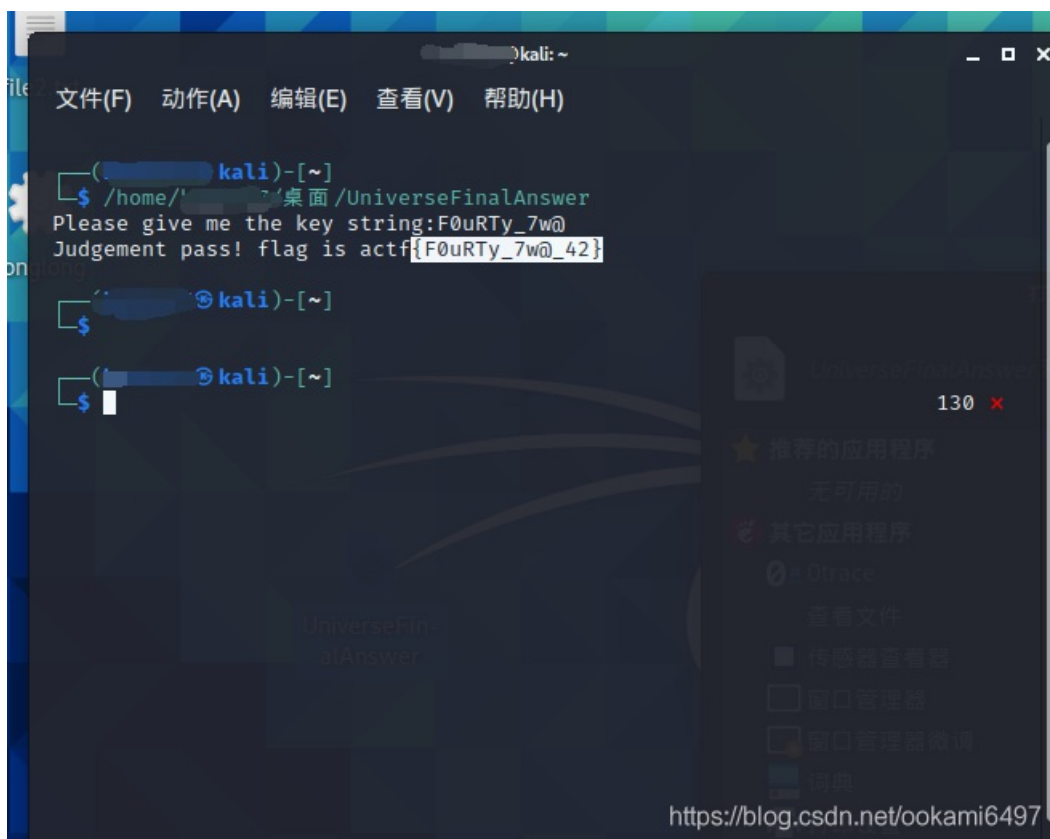 kali: ~
文件(F) 动作(A) 编辑(E) 查看(V) 帮助(H)
kali)-[~]
$ /home/ /桌面/UniverseFinalAnswer
Please give me the key string:F0uRTy_7w@
Judgement pass! flag is actf{F0uRTy_7w@_42}
㉿kali)-[~]
$
㉿kali)-[~]
$
130 ×
UniverseFinalAnswer
推荐的应用程序
无可用的
其它应用程序
0trace
查看文件
传感器查看器
窗口管理器
窗口管理器微调
词典
UniverseFin-
alAnswer
https://blog.csdn.net/ookami6497